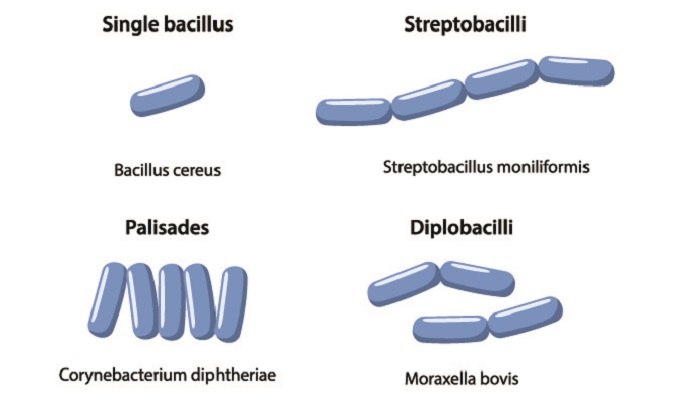 Single bacillus
Streptobacilli
Bacillus cereus
Streptobacillus moniliformis
Palisades
Diplobacilli
Corynebacterium diphtheriae
Moraxella bovis